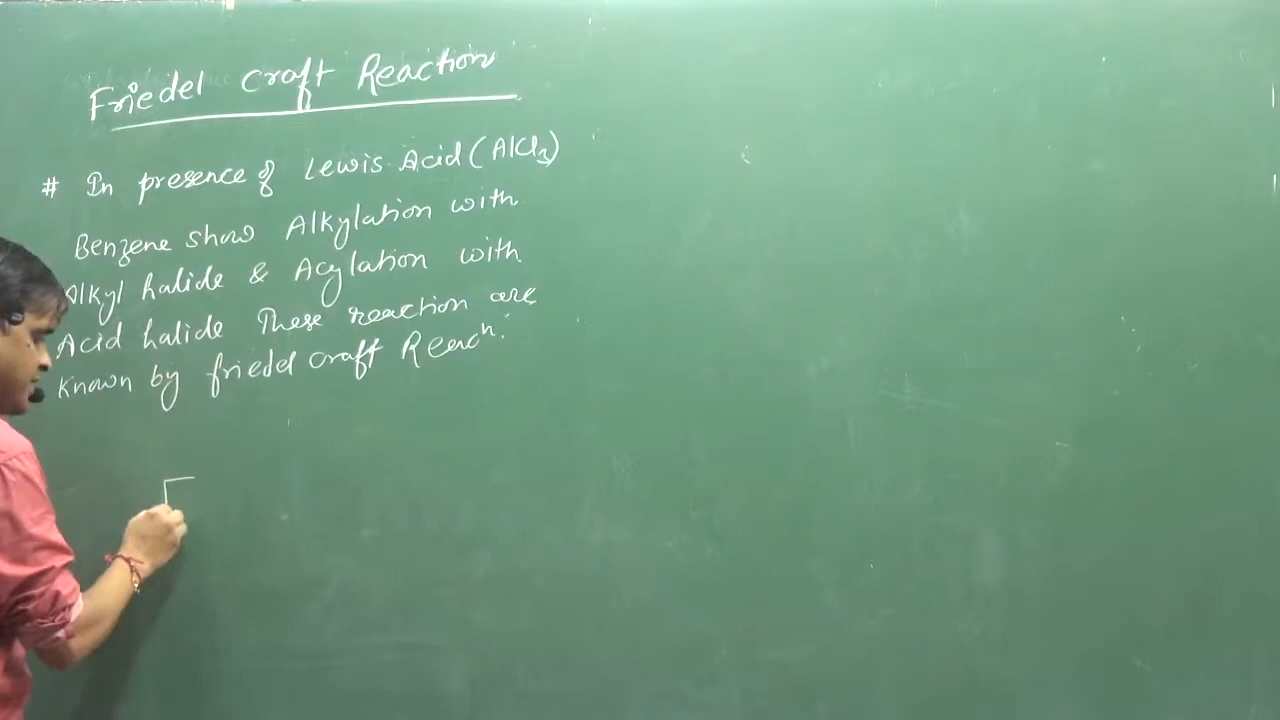 Friedel Craft Reaction
# In presence of Lewis Acid (AlCl3)
Benzene show Alkylation with
Alkyl halide & Acylation with
Acid halide These reaction are
Known by friedel craft Reacn.